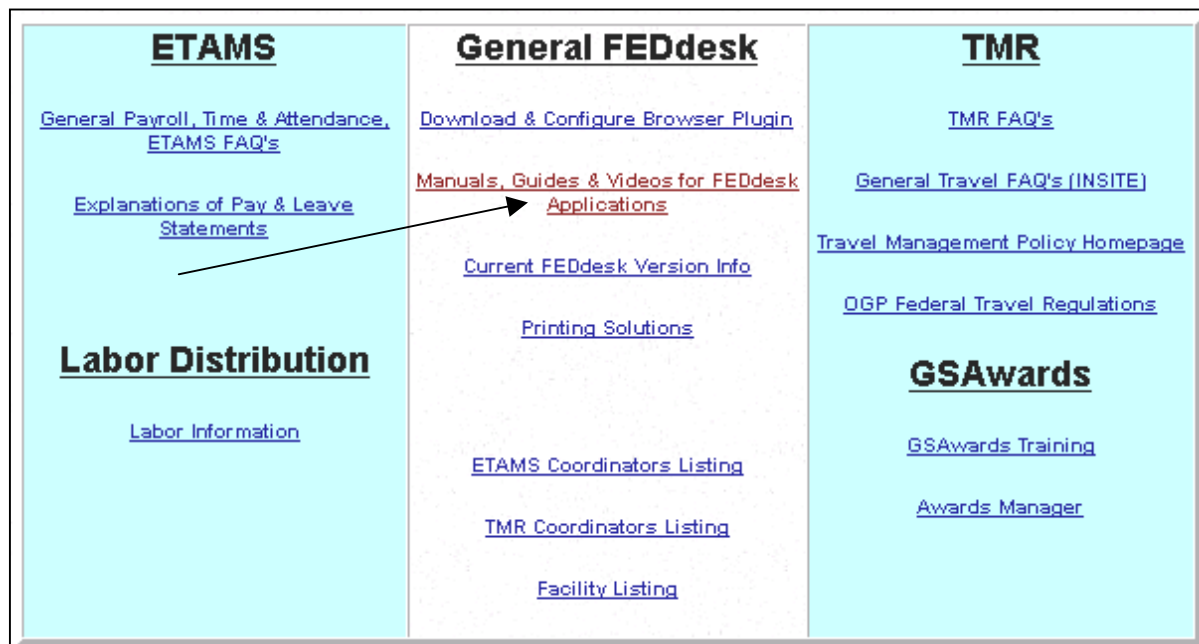 ETAMS
General Payroll, Time & Attendance,
ETAMS FAQ's
Explanations of Pay & Leave
Statements
Labor Distribution
Labor Information
General FEDdesk
Download & Configure Browser Plugin
Manuals, Guides & Videos for FEDdesk
Applications
Current FEDdesk Version Info
Printing Solutions
ETAMS Coordinators Listing
TMR Coordinators Listing
Facility Listing
TMR
TMR FAQ's
General Travel FAQ's (INSITE)
Travel Management Policy Homepage
OGP Federal Travel Regulations
GSAwards
GSAwards Training
Awards Manager